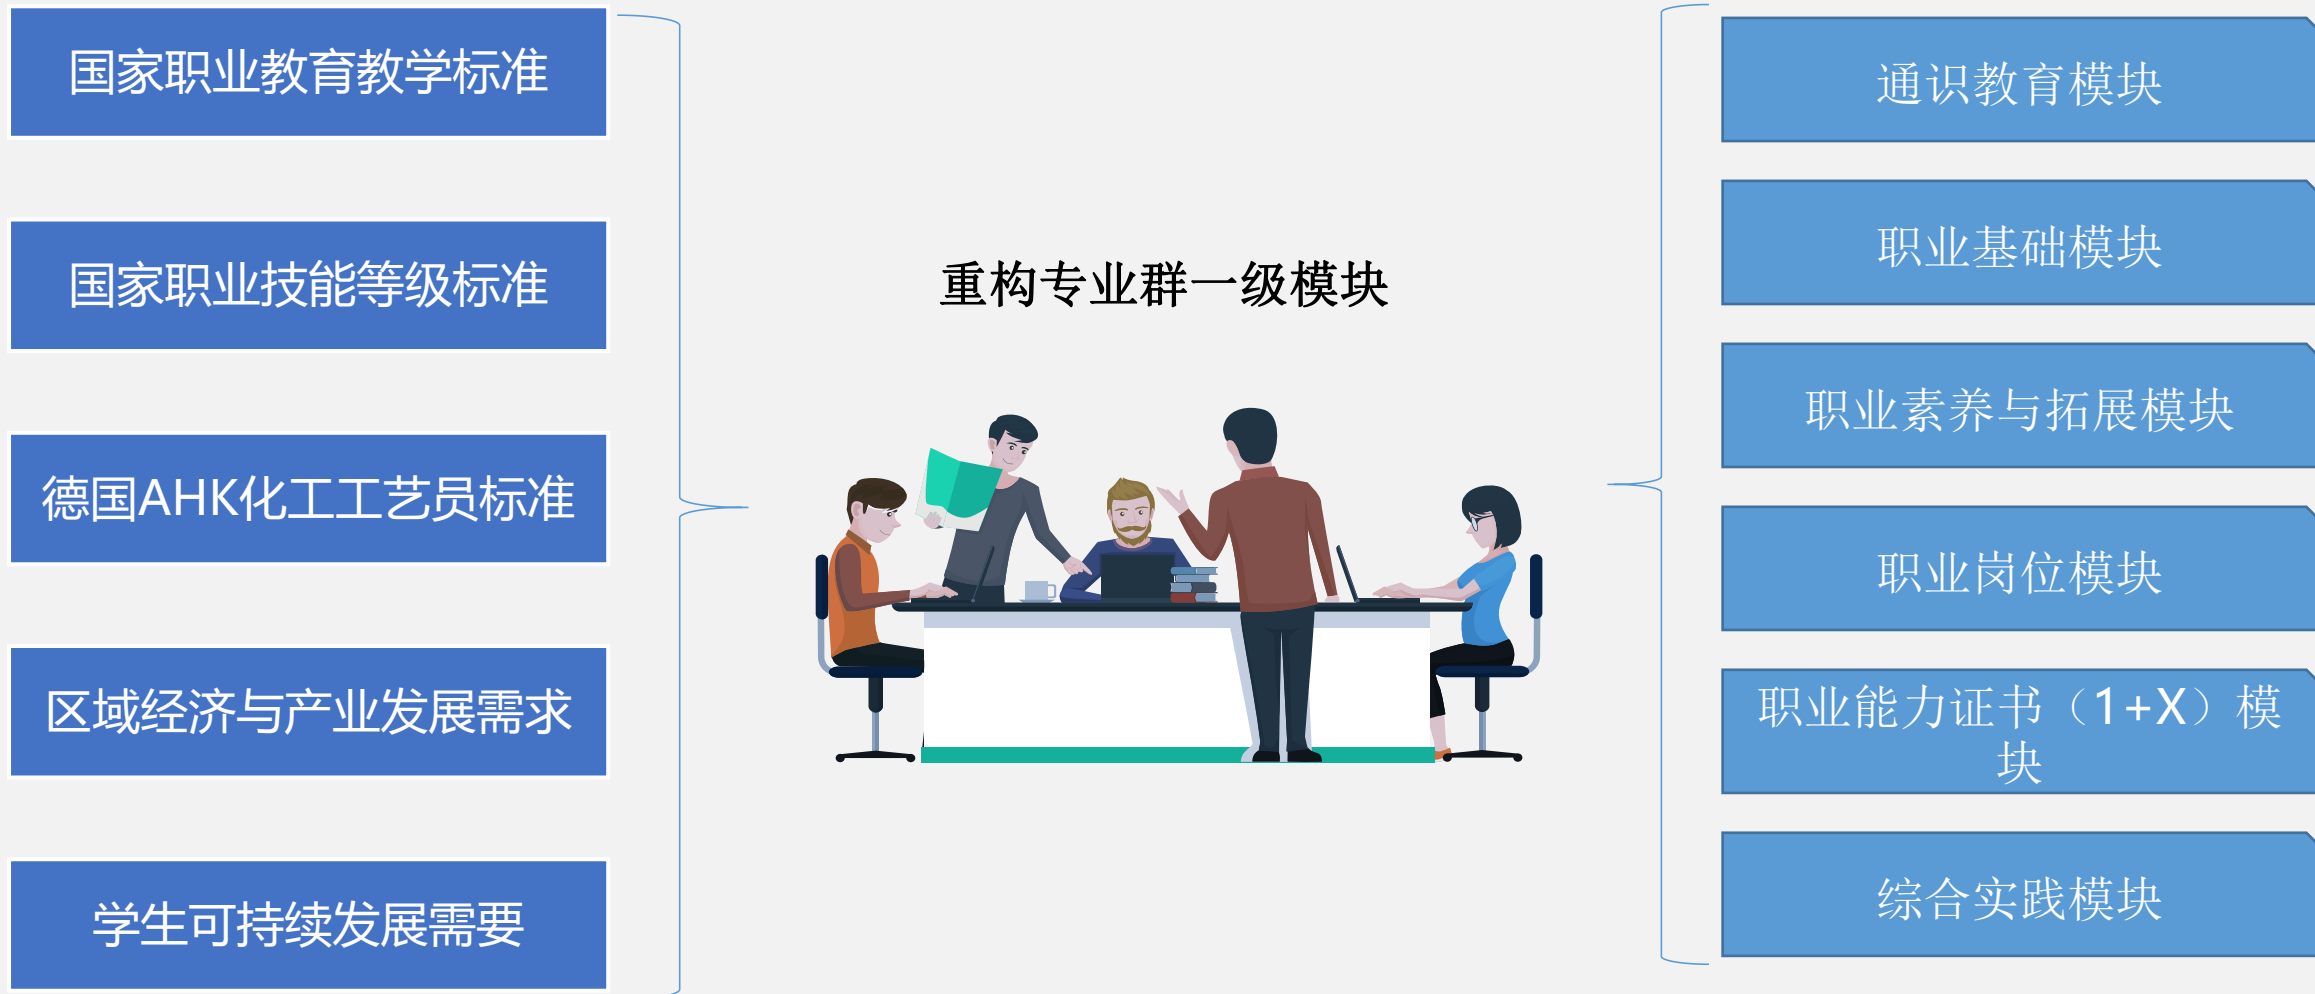 国家职业教育教学标准
国家职业技能等级标准
德国AHK化工工艺员标准
区域经济与产业发展需求
学生可持续发展需要
重构专业群一级模块
通识教育模块
职业基础模块
职业素养与拓展模块
职业岗位模块
职业能力证书（1+X）模
块
综合实践模块